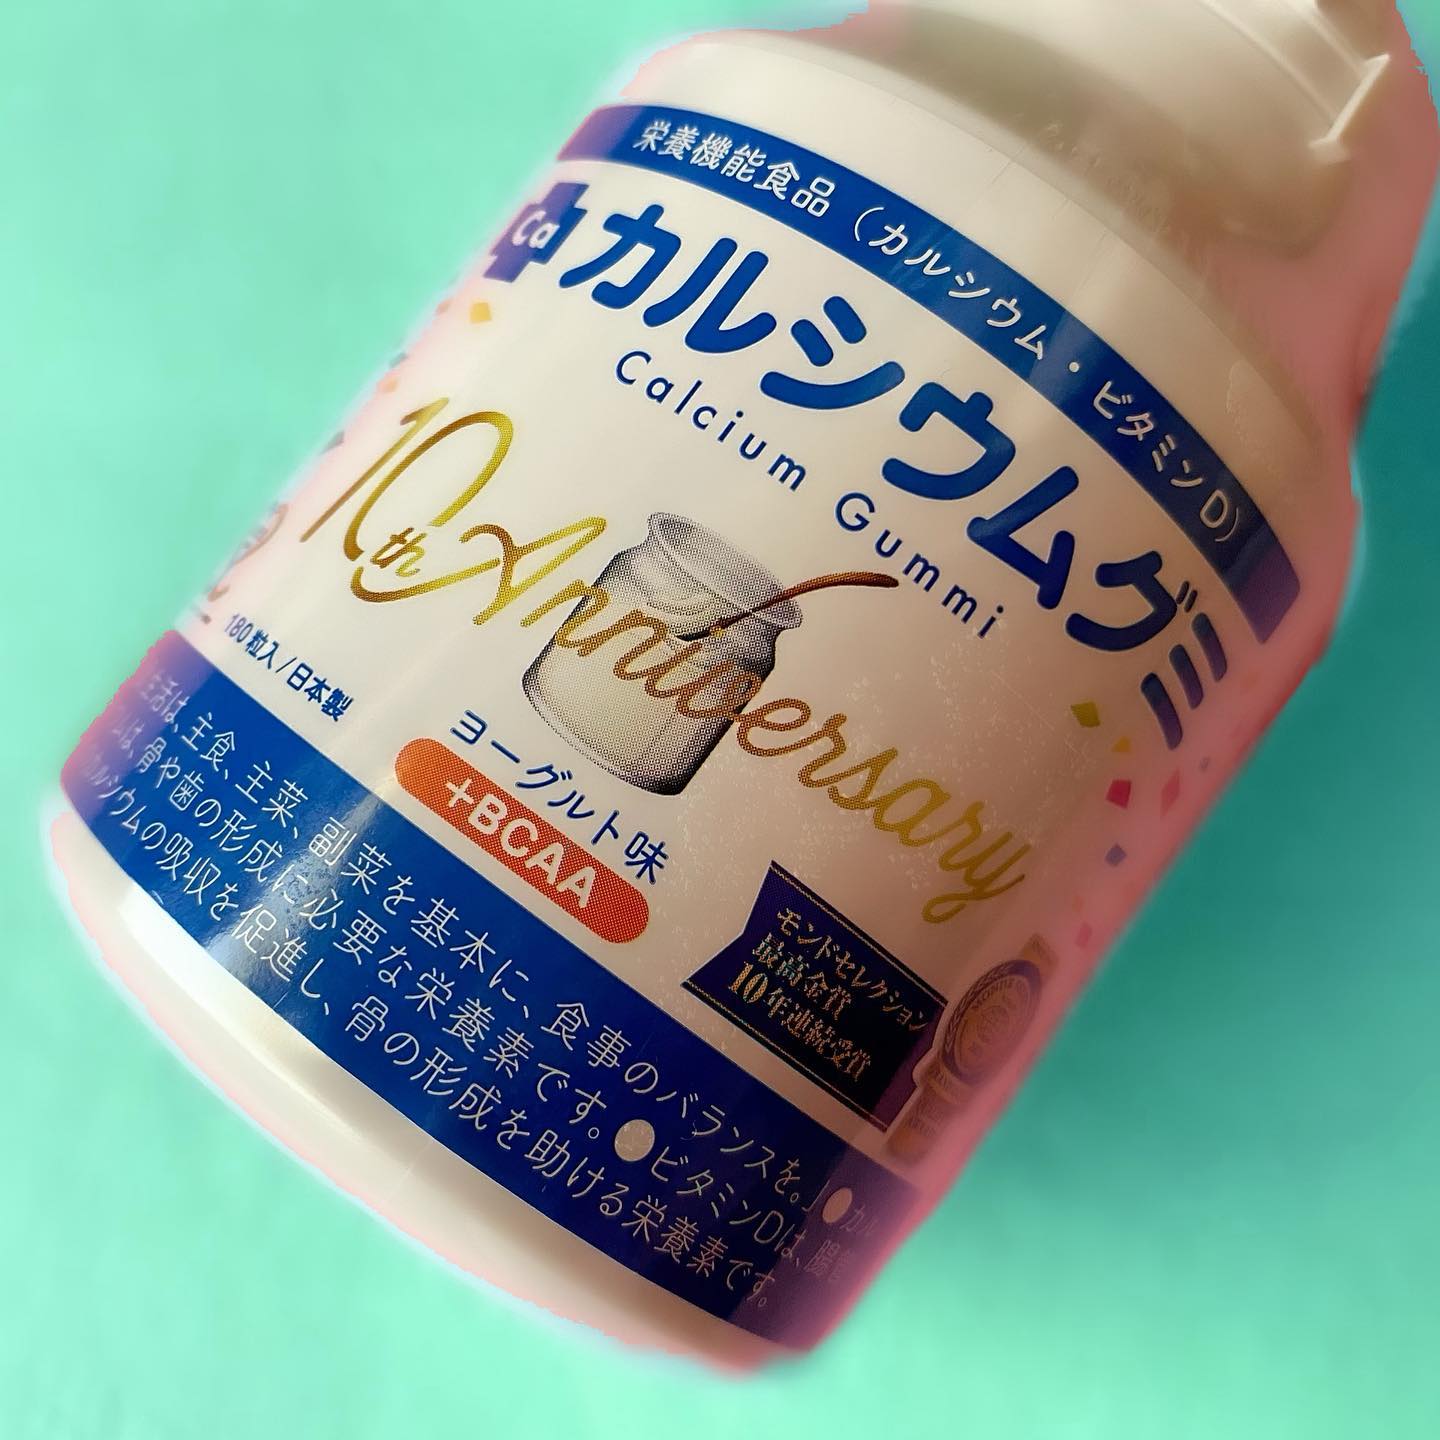 栄養機能食品(カルシウム・ビタミンD)
Ca
カルシウムグミ
Calcium Gummi
10th Anniversary
180粒入/日本製
ヨーグルト味
+BCAA
モンドセレクション
最高金賞
10年連続受賞
生活は、主食、主菜、副菜を基本に、食事のバランスを。」●カル
は、骨や歯の形成に必要な栄養素です。●ビタミンDは、腸
カルシウムの吸収を促進し、骨の形成を助ける栄養素です。